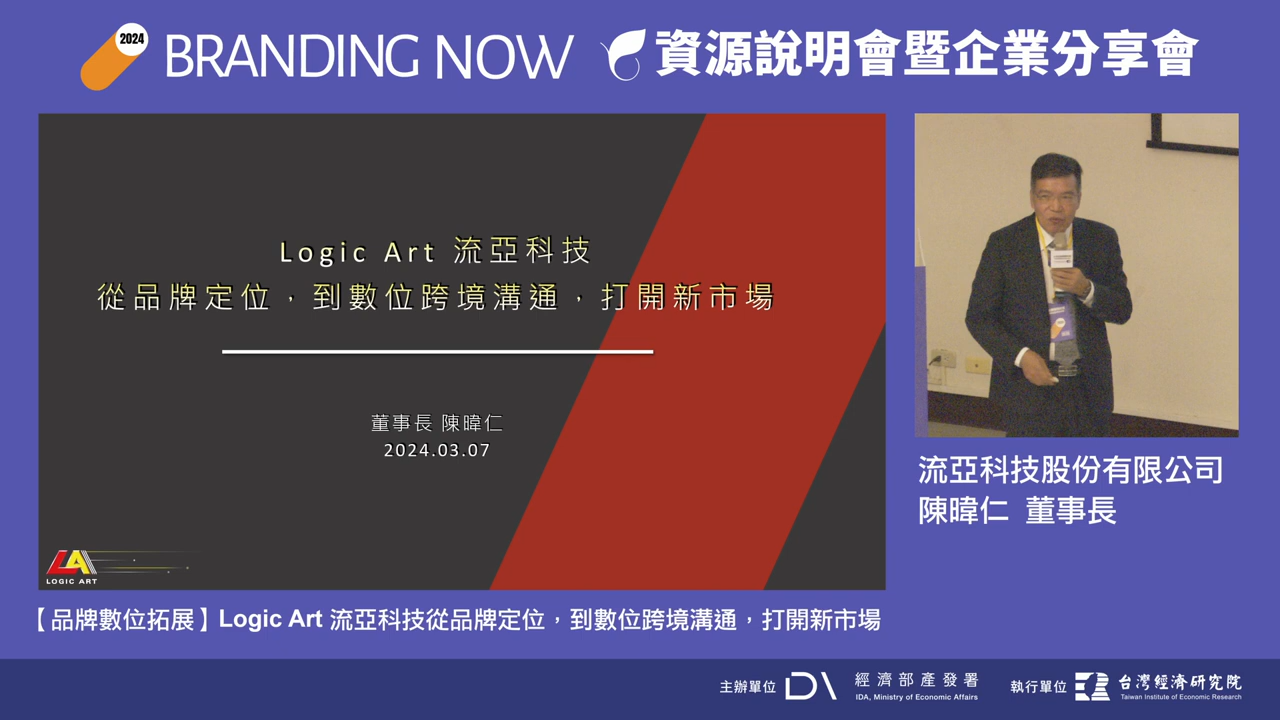 2024
BRANDING NOW 資源說明會暨企業分享會
Logic Art 流亞科技
從品牌定位，到數位跨境溝通，打開新市場
董事長 陳暐仁
2024.03.07
LA
LOGIC ART
流亞科技股份有限公司
陳暐仁 董事長
【品牌數位拓展】Logic Art 流亞科技從品牌定位，到數位跨境溝通，打開新市場
主辦單位 IDA 經濟部產發署
IDA, Ministry of Economic Affairs
執行單位 台灣經濟研究院
Taiwan Institute of Economic Research